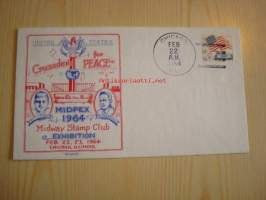 UNITED STATES
Crusaders for
PEACE
MIDPEX
1964
Midway Stamp Club
EXHIBITION
FEB. 22, 23, 1964
CHICAGO, ILLINOIS
CHICAGO
FEB
22
P.M.
1964